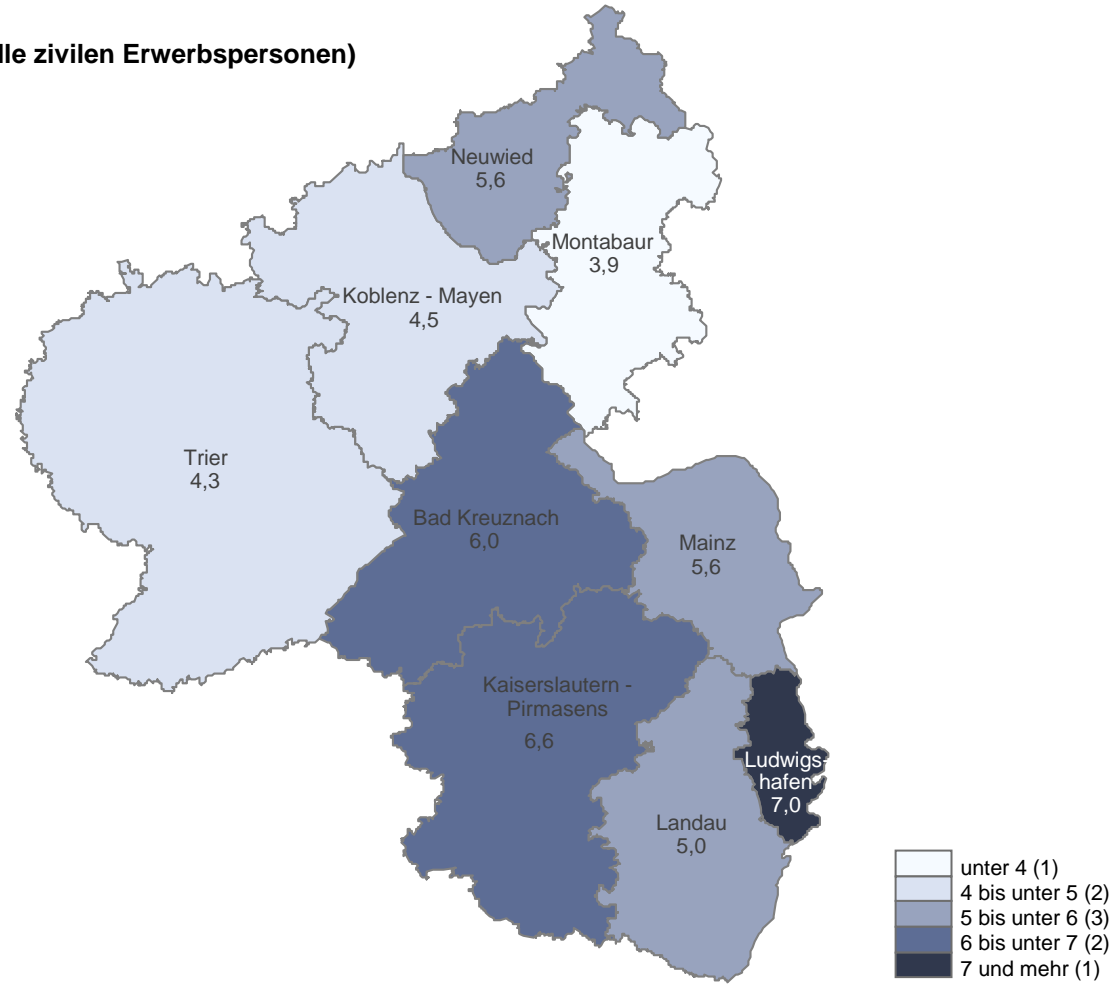 lle zivilen Erwerbspersonen)
Neuwied
5,6
Montabaur
3,9
Koblenz - Mayen
4,5
Trier
4,3
Bad Kreuznach
6,0
Mainz
5,6
Kaiserslautern -
Pirmasens
6,6
Ludwigs-
hafen
7,0
Landau
5,0
unter 4 (1)
4 bis unter 5 (2)
5 bis unter 6 (3)
6 bis unter 7 (2)
7 und mehr (1)